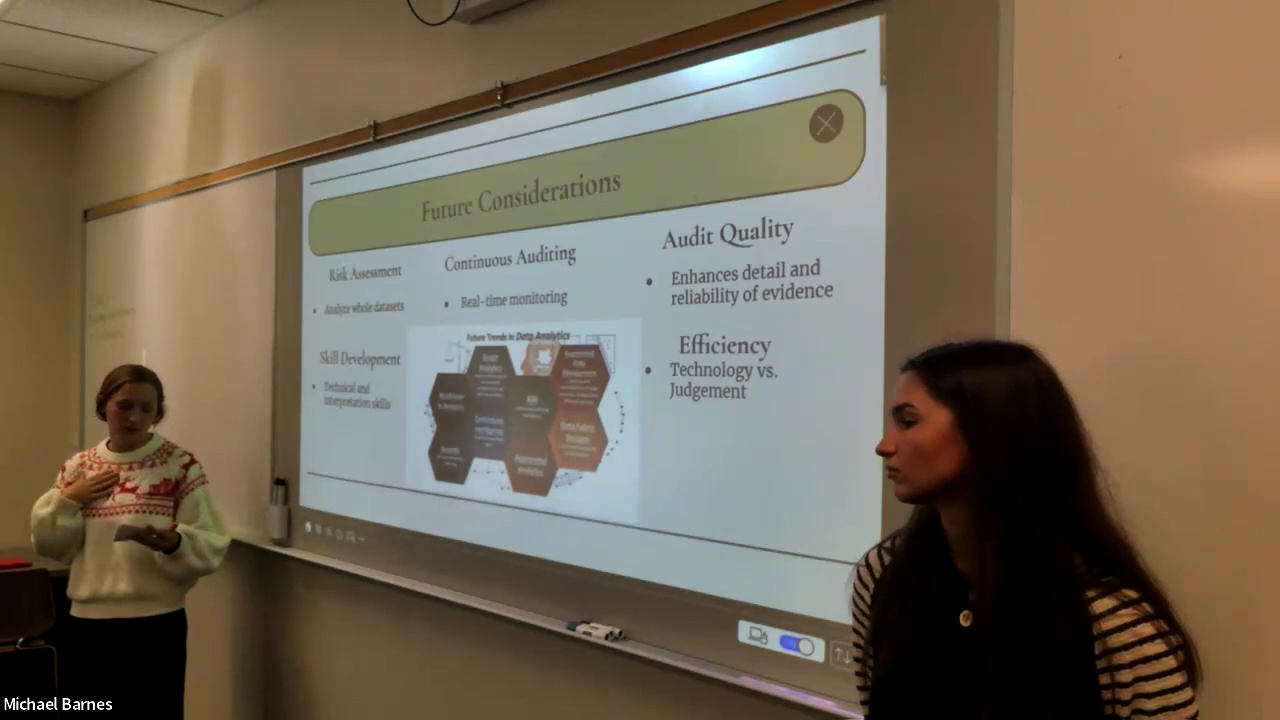 Future Considerations
Risk Assessment
• Analyze whole datasets
Skill Development
• Technical and
interpretation skills
Continuous Auditing
• Real-time monitoring
Future Trends in Data Analytics
Audit Quality
• Enhances detail and
reliability of evidence
Efficiency
• Technology vs.
Judgement
Michael Barnes